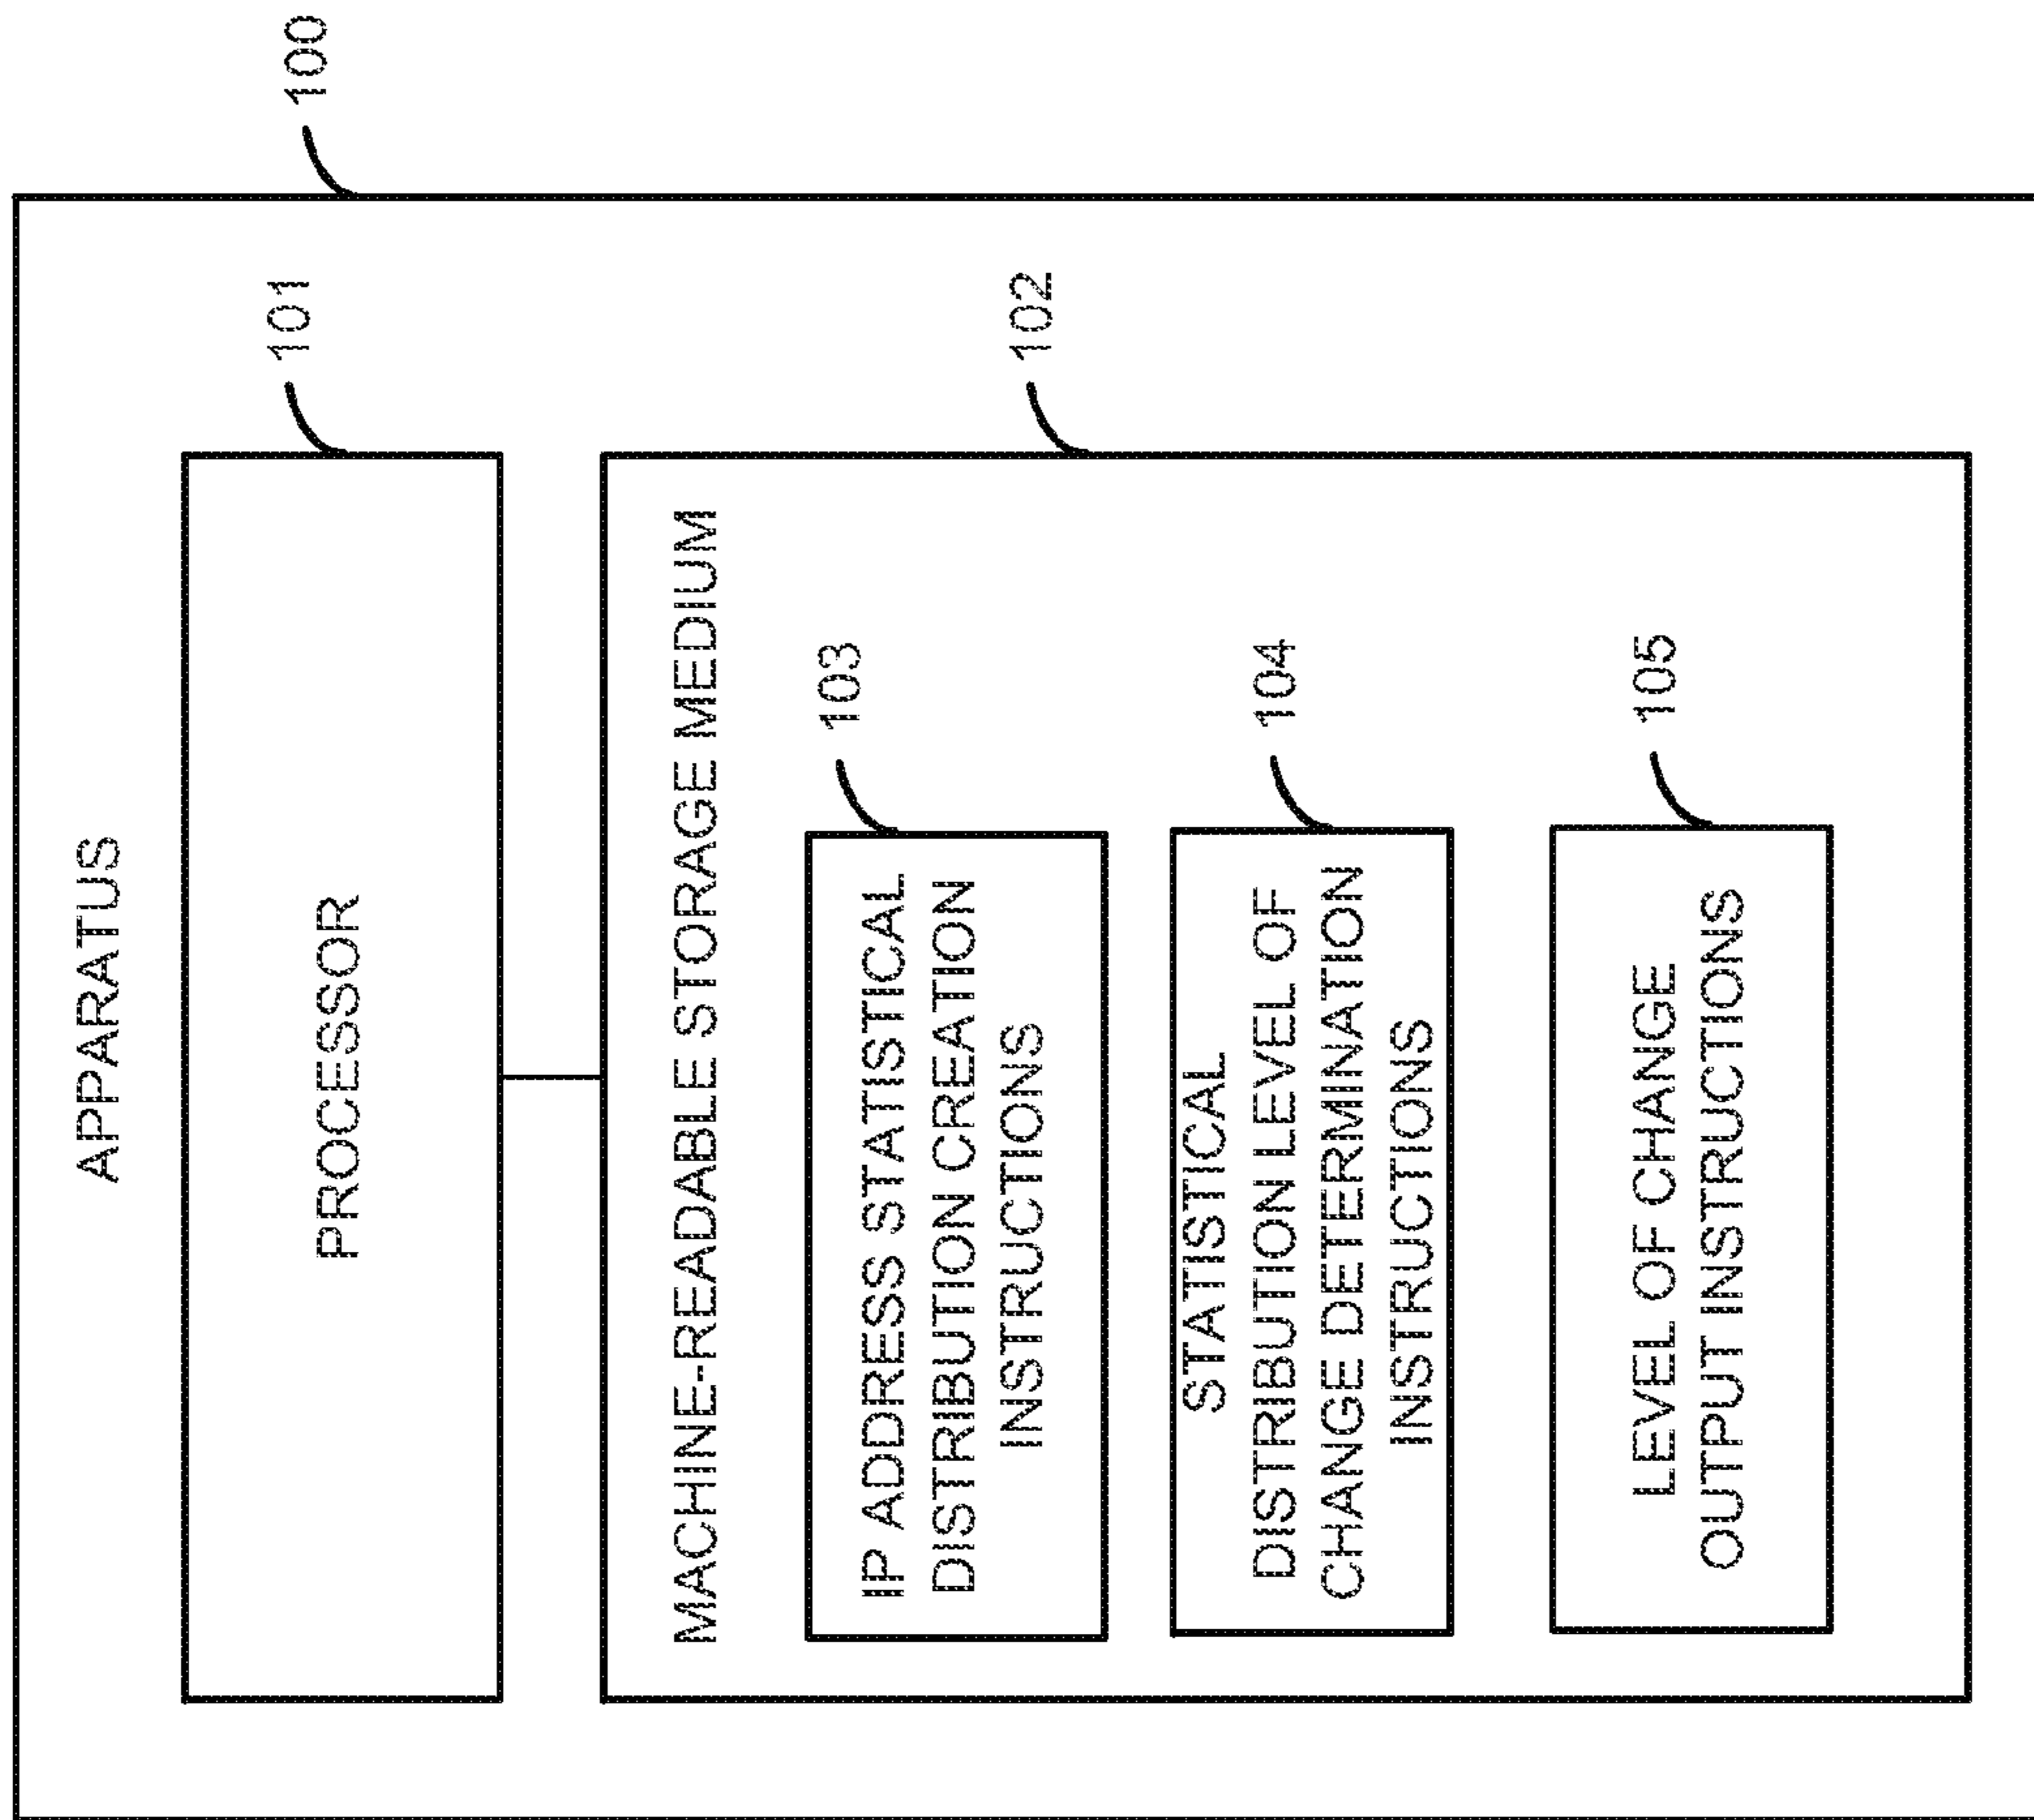 APPARATUS
100
PROCESSOR
101
MACHINE-READABLE STORAGE MEDIUM
102
IP ADDRESS STATISTICAL
DISTRIBUTION CREATION
INSTRUCTIONS
103
STATISTICAL
DISTRIBUTION LEVEL OF
CHANGE DETERMINATION
INSTRUCTIONS
104
LEVEL OF CHANGE
OUTPUT INSTRUCTIONS
105